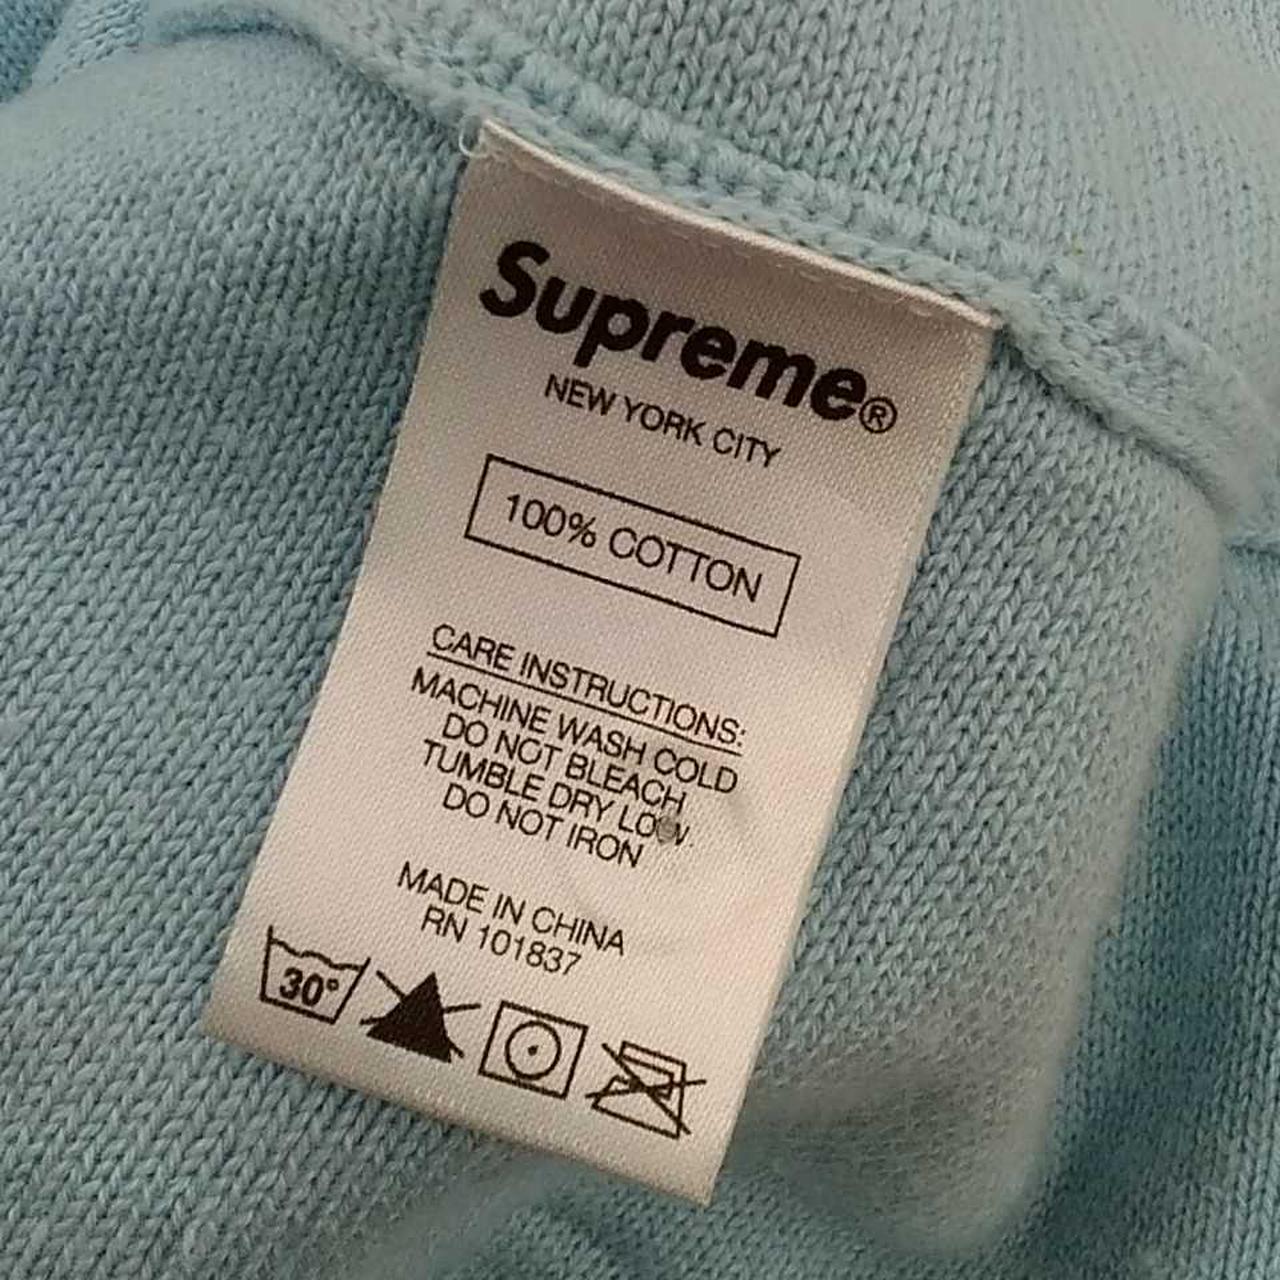 Supreme®
NEW YORK CITY
100% COTTON
CARE INSTRUCTIONS:
MACHINE WASH COLD
DO NOT BLEACH
TUMBLE DRY LOW
DO NOT IRON
MADE IN CHINA
RN 101837
30°